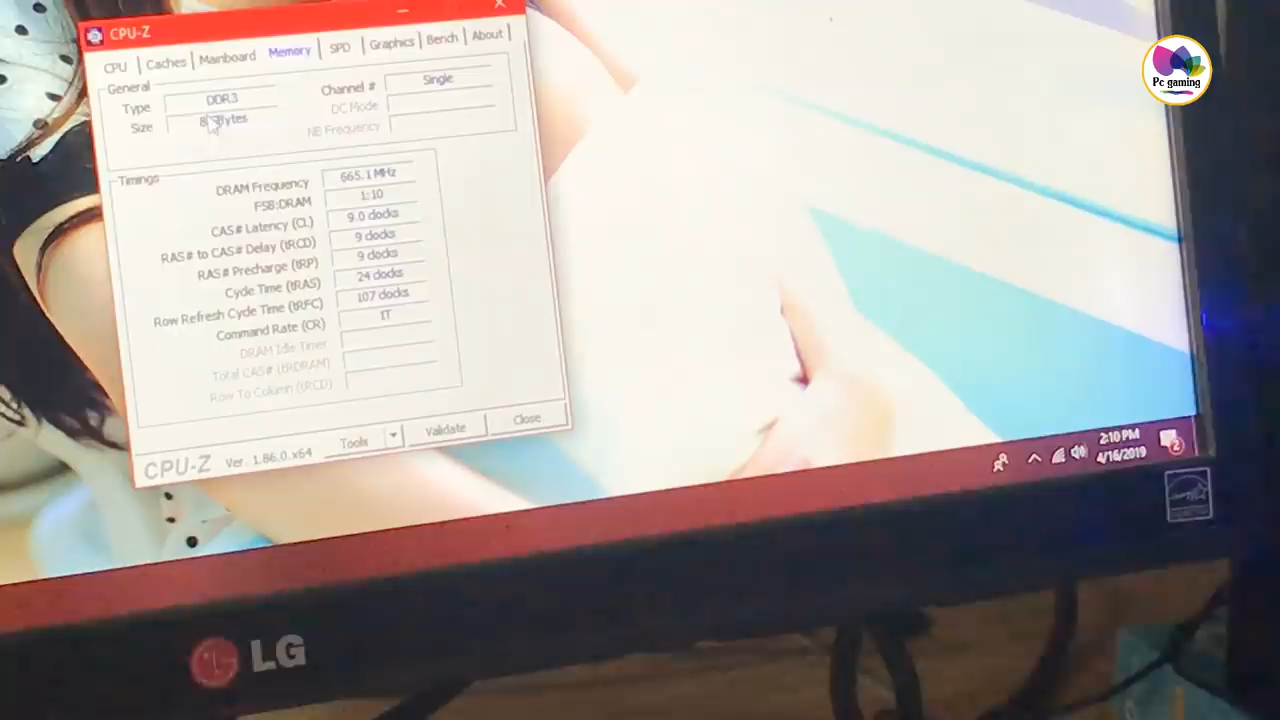 CPU-Z
CPU Caches Mainboard Memory SPD Graphics Bench About
General
Type DDR3 Channel # Single
Size DC Mode
NB Frequency
Timings
DRAM Frequency 665.1 MHz
FSB:DRAM 1:10
CAS# Latency (CL) 9.0 clocks
RAS# to CAS# Delay (tRCD) 9 clocks
RAS# Precharge (tRP) 9 clocks
Cycle Time (tRAS) 24 clocks
Row Refresh Cycle Time (tRFC) 107 clocks
Command Rate (CR) 1T
DRAM Idle Timer
Total CAS# (tRDRAM)
Row To Column (tRCD)
CPU-Z Ver. 1.86.0.x64 Tools Validate Close
Pc gaming
2:10 PM
4/16/2019
2
LG